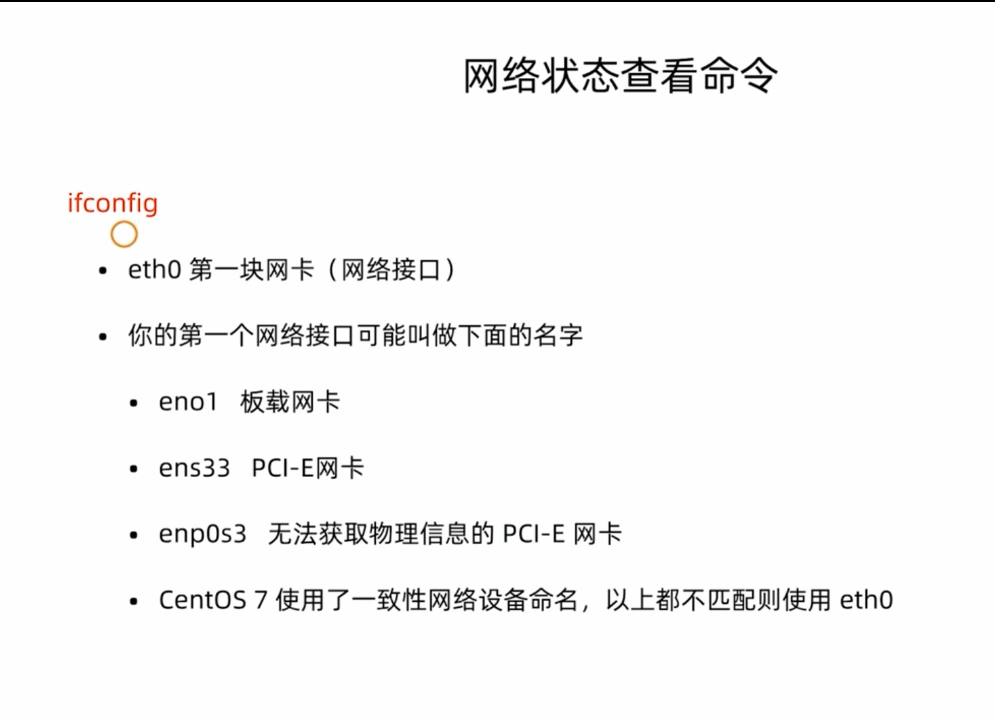 网络状态查看命令
ifconfig
• eth0 第一块网卡（网络接口）
• 你的第一个网络接口可能叫做下面的名字
• eno1 板载网卡
• ens33 PCI-E网卡
• enp0s3 无法获取物理信息的 PCI-E 网卡
• CentOS 7 使用了一致性网络设备命名，以上都不匹配则使用 eth0